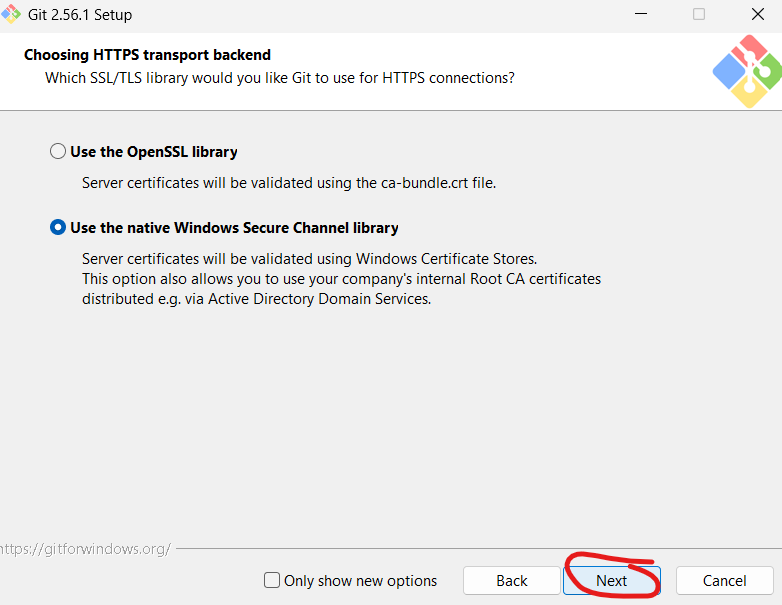 Git 2.56.1 Setup
Choosing HTTPS transport backend
Which SSL/TLS library would you like Git to use for HTTPS connections?
Use the OpenSSL library
Server certificates will be validated using the ca-bundle.crt file.
Use the native Windows Secure Channel library
Server certificates will be validated using Windows Certificate Stores.
This option also allows you to use your company's internal Root CA certificates
distributed e.g. via Active Directory Domain Services.
https://gitforwindows.org/
Only show new options
Back
Next
Cancel